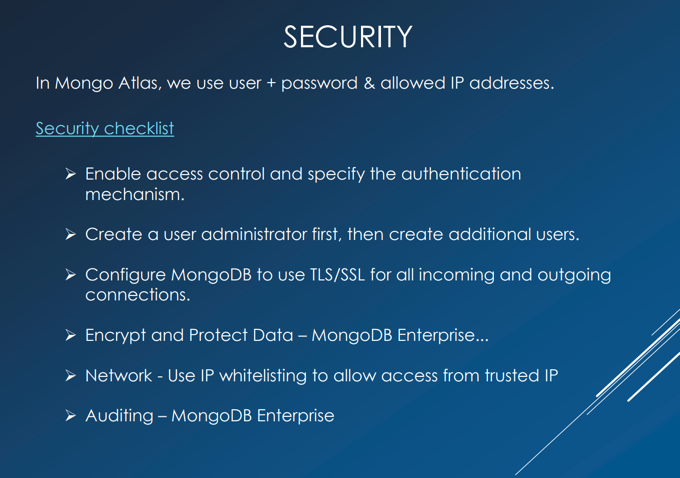 SECURITY
In Mongo Atlas, we use user + password & allowed IP addresses.
Security checklist
➢ Enable access control and specify the authentication
mechanism.
➢ Create a user administrator first, then create additional users.
➢ Configure MongoDB to use TLS/SSL for all incoming and outgoing
connections.
➢ Encrypt and Protect Data – MongoDB Enterprise...
➢ Network - Use IP whitelisting to allow access from trusted IP
➢ Auditing – MongoDB Enterprise